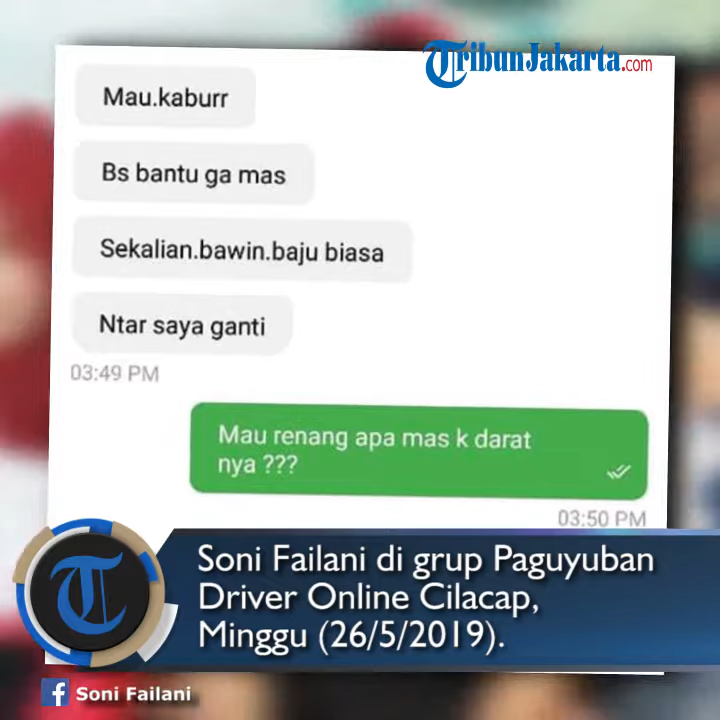 TribunJakarta.com
Mau.kaburr
Bs bantu ga mas
Sekalian.bawin.baju biasa
Ntar saya ganti
03:49 PM
Mau renang apa mas k darat
nya ???
03:50 PM
Soni Failani di grup Paguyuban
Driver Online Cilacap,
Minggu (26/5/2019).
Soni Failani